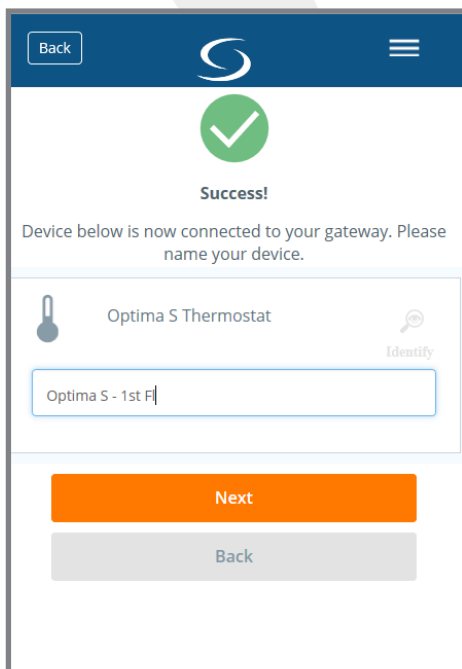 Back
Success!
Device below is now connected to your gateway. Please
name your device.
Optima S Thermostat
Identify
Optima S - 1st Fl
Next
Back